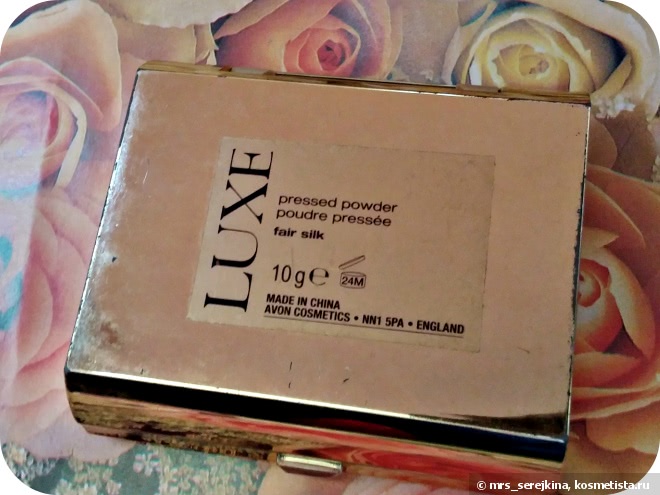 LUXE
pressed powder
poudre pressée
fair silk
10g e
24M
MADE IN CHINA
AVON COSMETICS • NN1 5PA • ENGLAND
© mrs_serejkina, kosmetista.ru